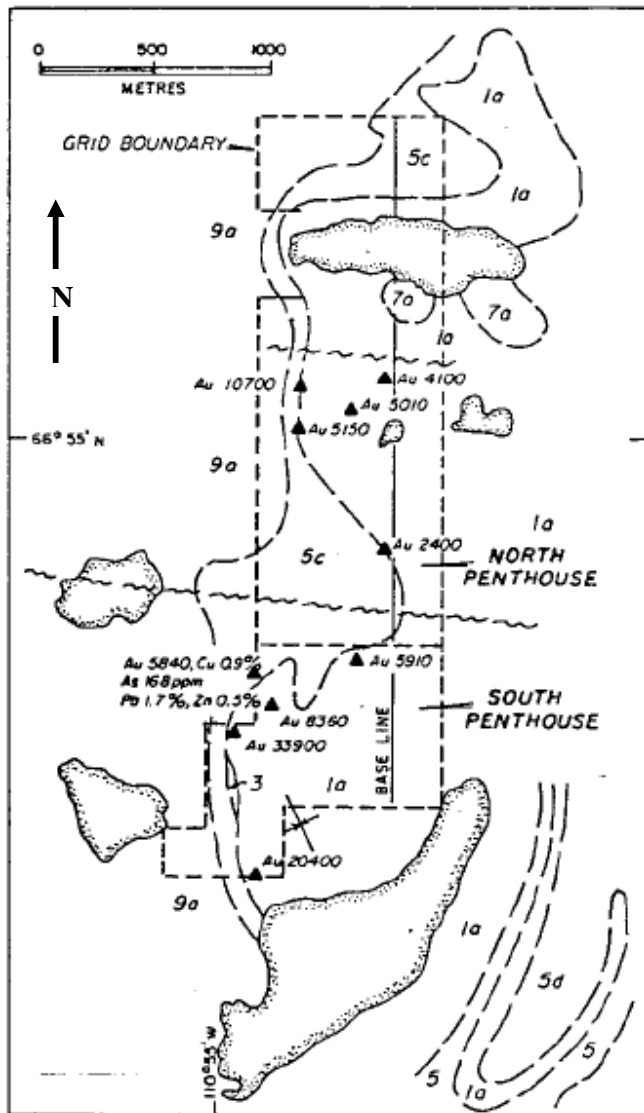 0 500 1000
METRES
1a
GRID BOUNDARY
5c
1a
9a
N
7a
7a
1a
Au 10700
Au 4100
Au 5010
Au 5150
66° 55' N
9a
1a
Au 2400
5c
NORTH
PENTHOUSE
Au 5840, Cu 0.9%
As 168 ppm
Pb 1.7%, Zn 0.5%
Au 5910
Au 8360
SOUTH
PENTHOUSE
Au 33900
BASE LINE
3
1a
Au 20400
9a
1a
5d
5
5
1a
110° 55' W